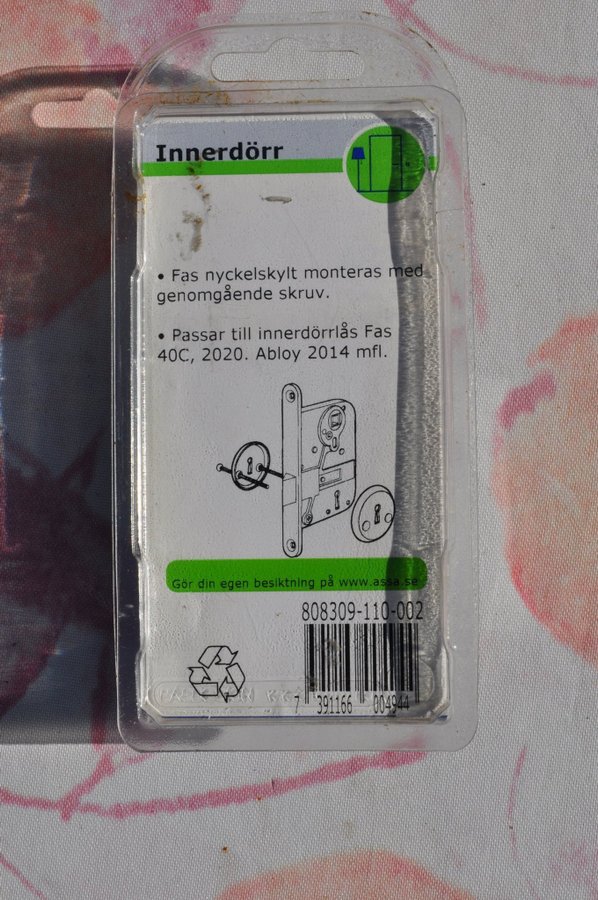 Innerdörr
• Fas nyckelskylt monteras med
genomgående skruv.
• Passar till innerdörrlås Fas
40C, 2020. Abloy 2014 mfl.
Gör din egen besiktning på www.assa.se
808309-110-002
7 391166 004944